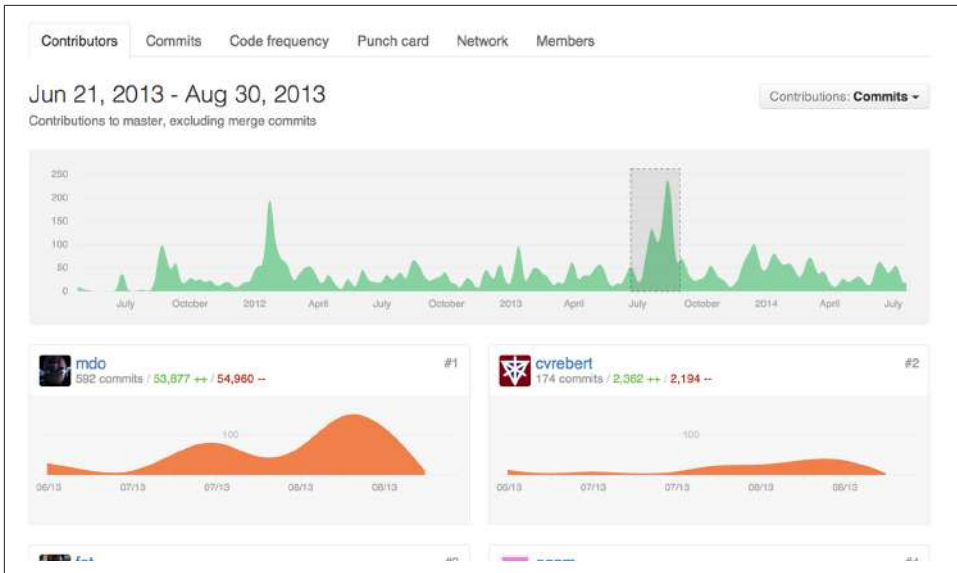 Contributors Commits Code frequency Punch card Network Members
Jun 21, 2013 - Aug 30, 2013
Contributions: Commits
Contributions to master, excluding merge commits
250
200
150
100
50
0
July October 2012 April July October 2013 April July October 2014 April July
mdo #1
592 commits / 53,877 ++ / 54,960 --
100
06/13 07/13 07/13 08/13 08/13
cvrebert #2
174 commits / 2,362 ++ / 2,194 --
100
06/13 07/13 07/13 08/13 08/13